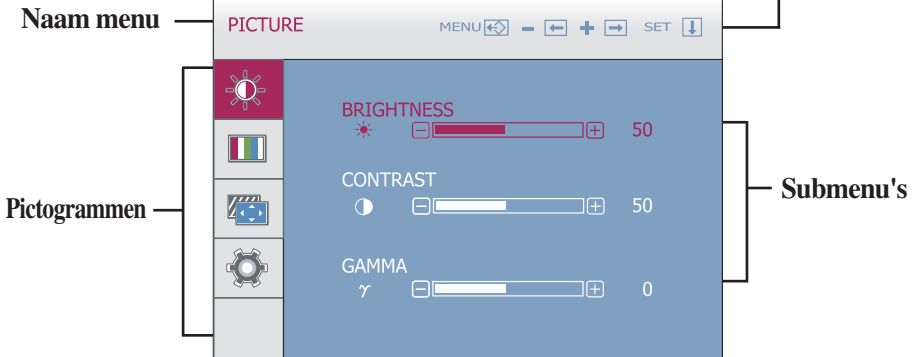 Naam menu
PICTURE MENU - + SET
BRIGHTNESS
50
CONTRAST
50
GAMMA
γ 0
Pictogrammen
Submenu's